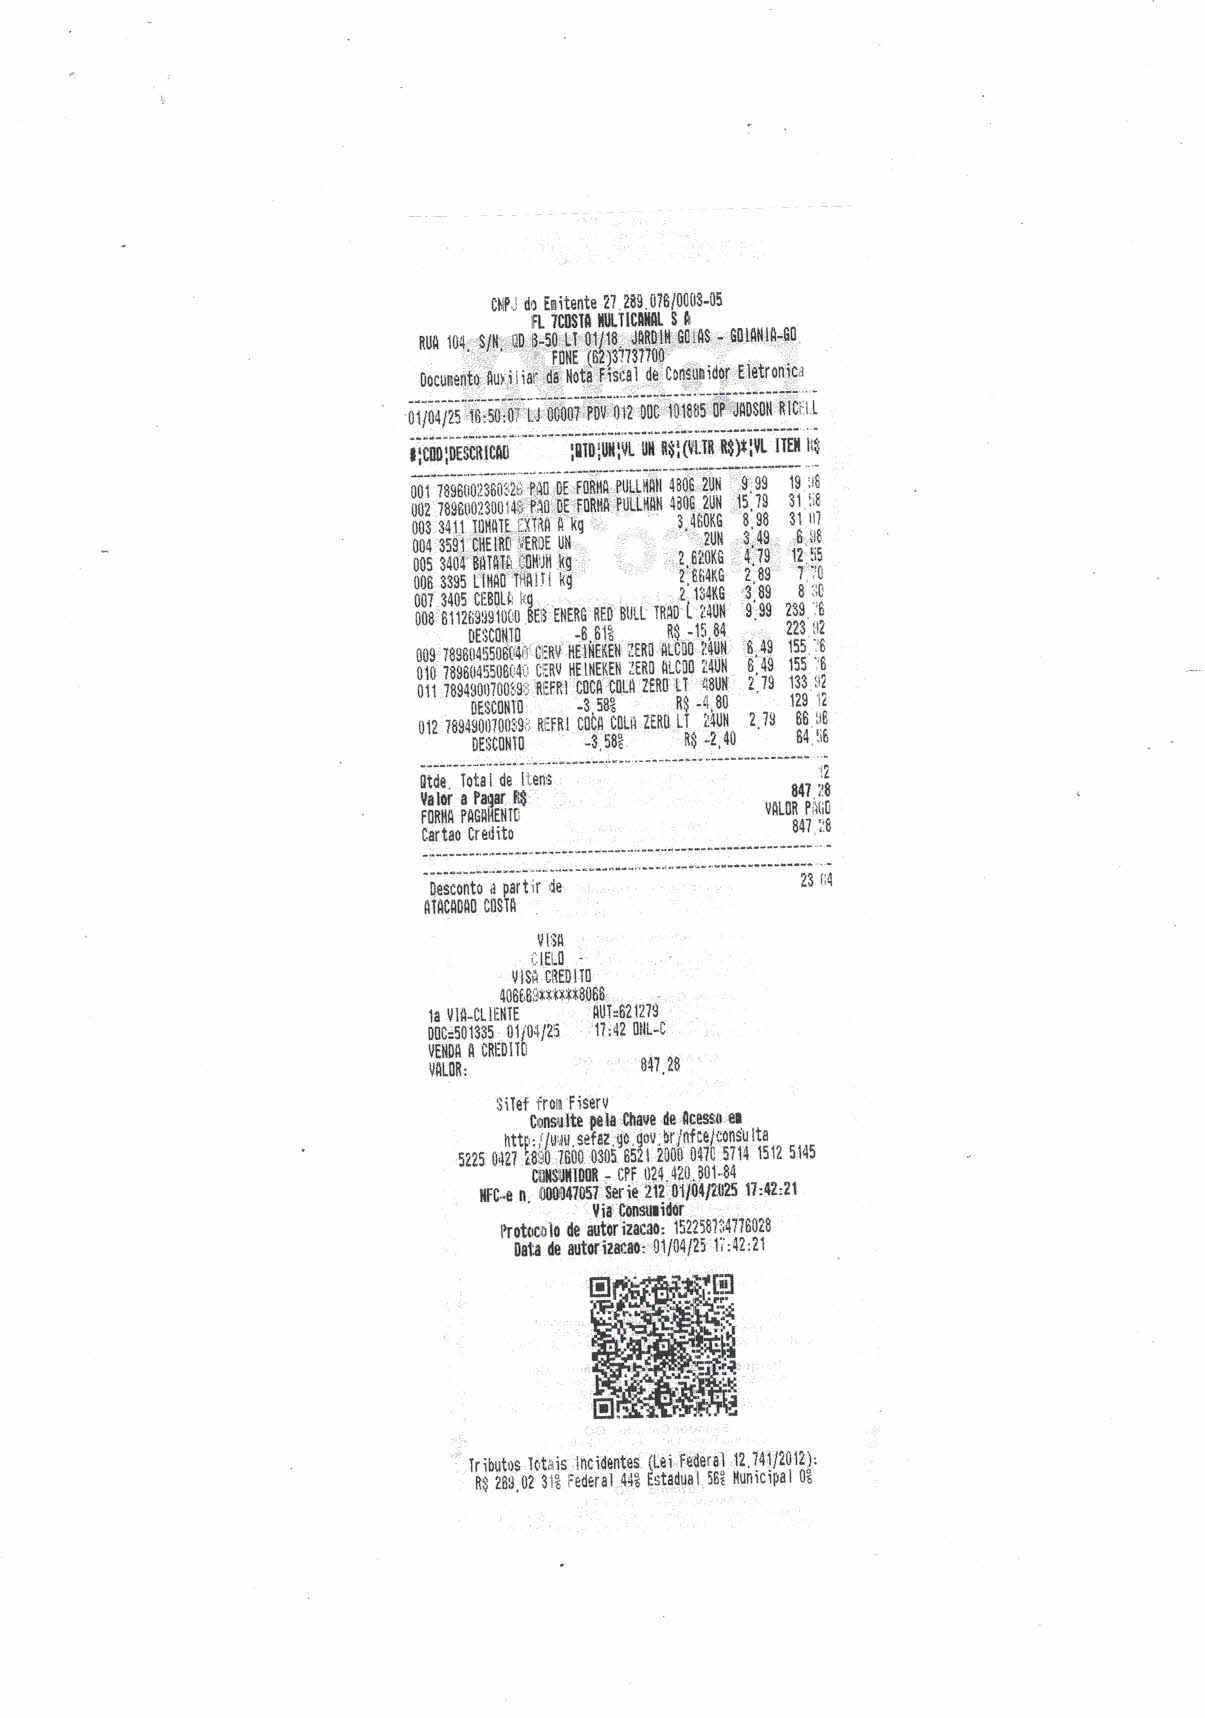 CNPJ do Emitente 27.289.076/0003-05
FL 7COSTA MULTICANAL S A
RUA 104, S/N, QD B-50 LT 01/18, JARDIM GOIAS - GOIANIA-GO,
FONE (62)37737700
Documento Auxiliar da Nota Fiscal de Consumidor Eletronica
01/04/25 16:50:07 LJ 00007 PDV 012 DOC 101885 OP JADSON RICELL
#¦COD¦DESCRICAO ¦QTD¦UN¦VL UN R$¦(VLTR R$)*¦VL ITEM R$
001 7896002360326 PAO DE FORMA PULLMAN 480G 2UN 9,99 19,98
002 7896002300148 PAO DE FORMA PULLMAN 480G 2UN 15,79 31,58
003 3411 TOMATE EXTRA A kg 3,460KG 8,98 31,07
004 3591 CHEIRO VERDE UN 2UN 3,49 6,98
005 3404 BATATA COMUM kg 2,620KG 4,79 12,55
006 3395 LIMAO THAITI kg 2,664KG 2,89 7,70
007 3405 CEBOLA kg 2,134KG 3,89 8,30
008 611269991000 BEB ENERG RED BULL TRAD L 24UN 9,99 239,76
DESCONTO -6,61% R$ -15,84 223,92
009 7896045506040 CERV HEINEKEN ZERO ALCOO 24UN 6,49 155,76
010 7896045506040 CERV HEINEKEN ZERO ALCOO 24UN 6,49 155,76
011 7894900700398 REFRI COCA COLA ZERO LT 48UN 2,79 133,92
DESCONTO -3,58% R$ -4,80 129,12
012 7894900700398 REFRI COCA COLA ZERO LT 24UN 2,79 66,96
DESCONTO -3,58% R$ -2,40 64,56
Qtde. Total de Itens 12
Valor a Pagar R$ 847,28
FORMA PAGAMENTO VALOR PAGO
Cartao Credito 847,28
Desconto a partir de 23,04
ATACADAO COSTA
VISA
CIELO -
VISA CREDITO
406669******8066
1a VIA-CLIENTE AUT=621279
DOC=501335 01/04/25 17:42 ONL-C
VENDA A CREDITO
VALOR: 847,28
SiTef from Fiserv
Consulte pela Chave de Acesso em
http://www.sefaz.go.gov.br/nfce/consulta
5225 0427 2890 7600 0305 6521 2000 0470 5714 1512 5145
CONSUMIDOR - CPF 024.420.801-84
NFC-e n. 000047057 Serie 212 01/04/2025 17:42:21
Via Consumidor
Protocolo de autorizacao: 152258734776028
Data de autorizacao: 01/04/25 17:42:21
Tributos Totais Incidentes (Lei Federal 12.741/2012):
R$ 269,02 31% Federal 44% Estadual 56% Municipal 0%